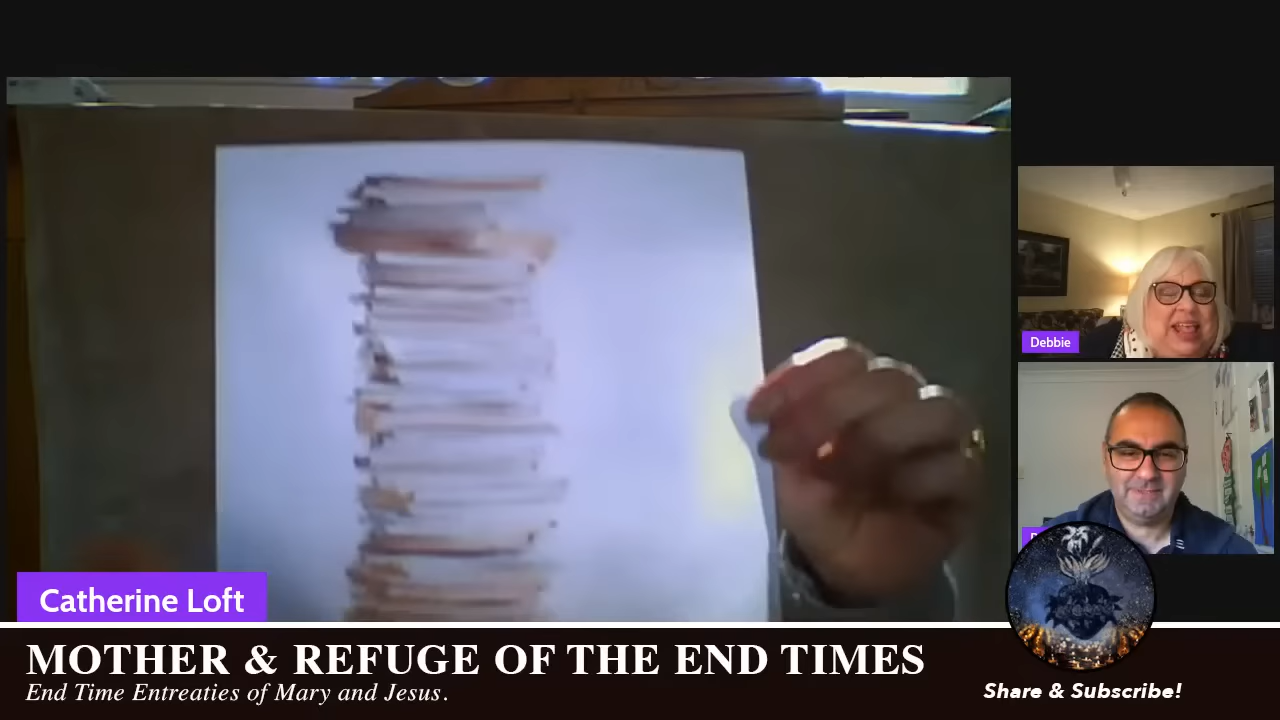 Debbie
Catherine Loft
MOTHER & REFUGE OF THE END TIMES
End Time Entreaties of Mary and Jesus.
Share & Subscribe!